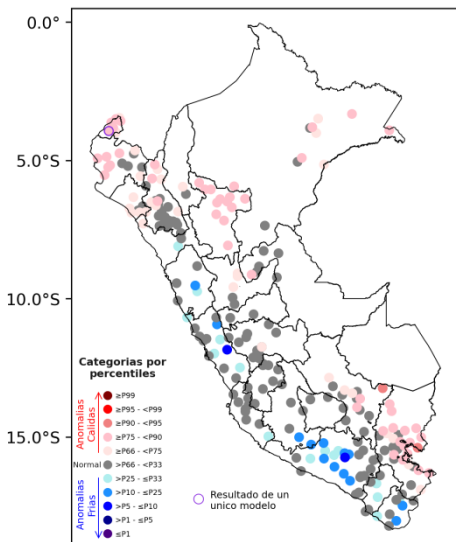 0.0°
5.0°S
10.0°S
15.0°S
Categorias por
percentiles
Anomalias
Calidas
≥P99
≥P95 - <P99
≥P90 - <P95
≥P75 - <P90
≥P66 - <P75
Normal
>P66 - <P33
Anomalias
Frias
>P25 - ≤P33
>P10 - ≤P25
>P5 - ≤P10
>P1 - ≤P5
≤P1
Resultado de un
unico modelo